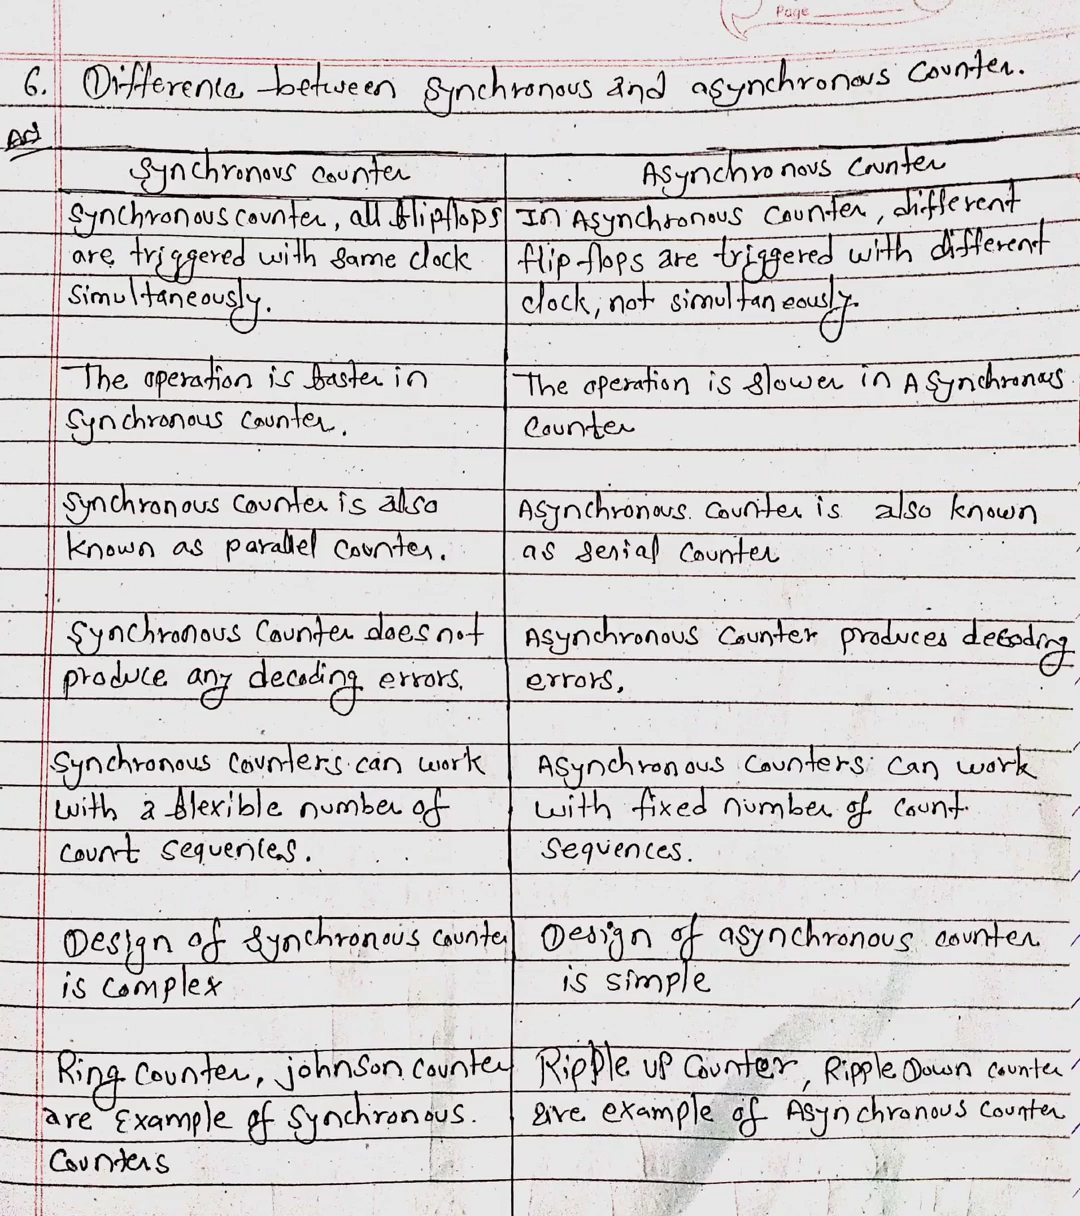 Page
6. Difference between synchronous and asynchronous counter.
Ans
Synchronous counter
Asynchronous counter
Synchronous counter, all flipflops
are triggered with same clock
simultaneously.
In Asynchronous counter, different
flip-flops are triggered with different
clock, not simultaneously.
The operation is faster in
synchronous counter.
The operation is slower in Asynchronous
counter
Synchronous counter is also
known as parallel counter.
Asynchronous. counter is also known
as serial counter
Synchronous counter does not
produce any decoding errors.
Asynchronous counter produces decoding
errors.
Synchronous counters can work
with a flexible number of
count sequences.
Asynchronous counters can work
with fixed number of count
sequences.
Design of synchronous counter
is complex
Design of asynchronous counter
is simple
Ring counter, johnson counter
are Example of synchronous.
counters
Ripple up counter, Ripple Down counter
are example of Asynchronous counter